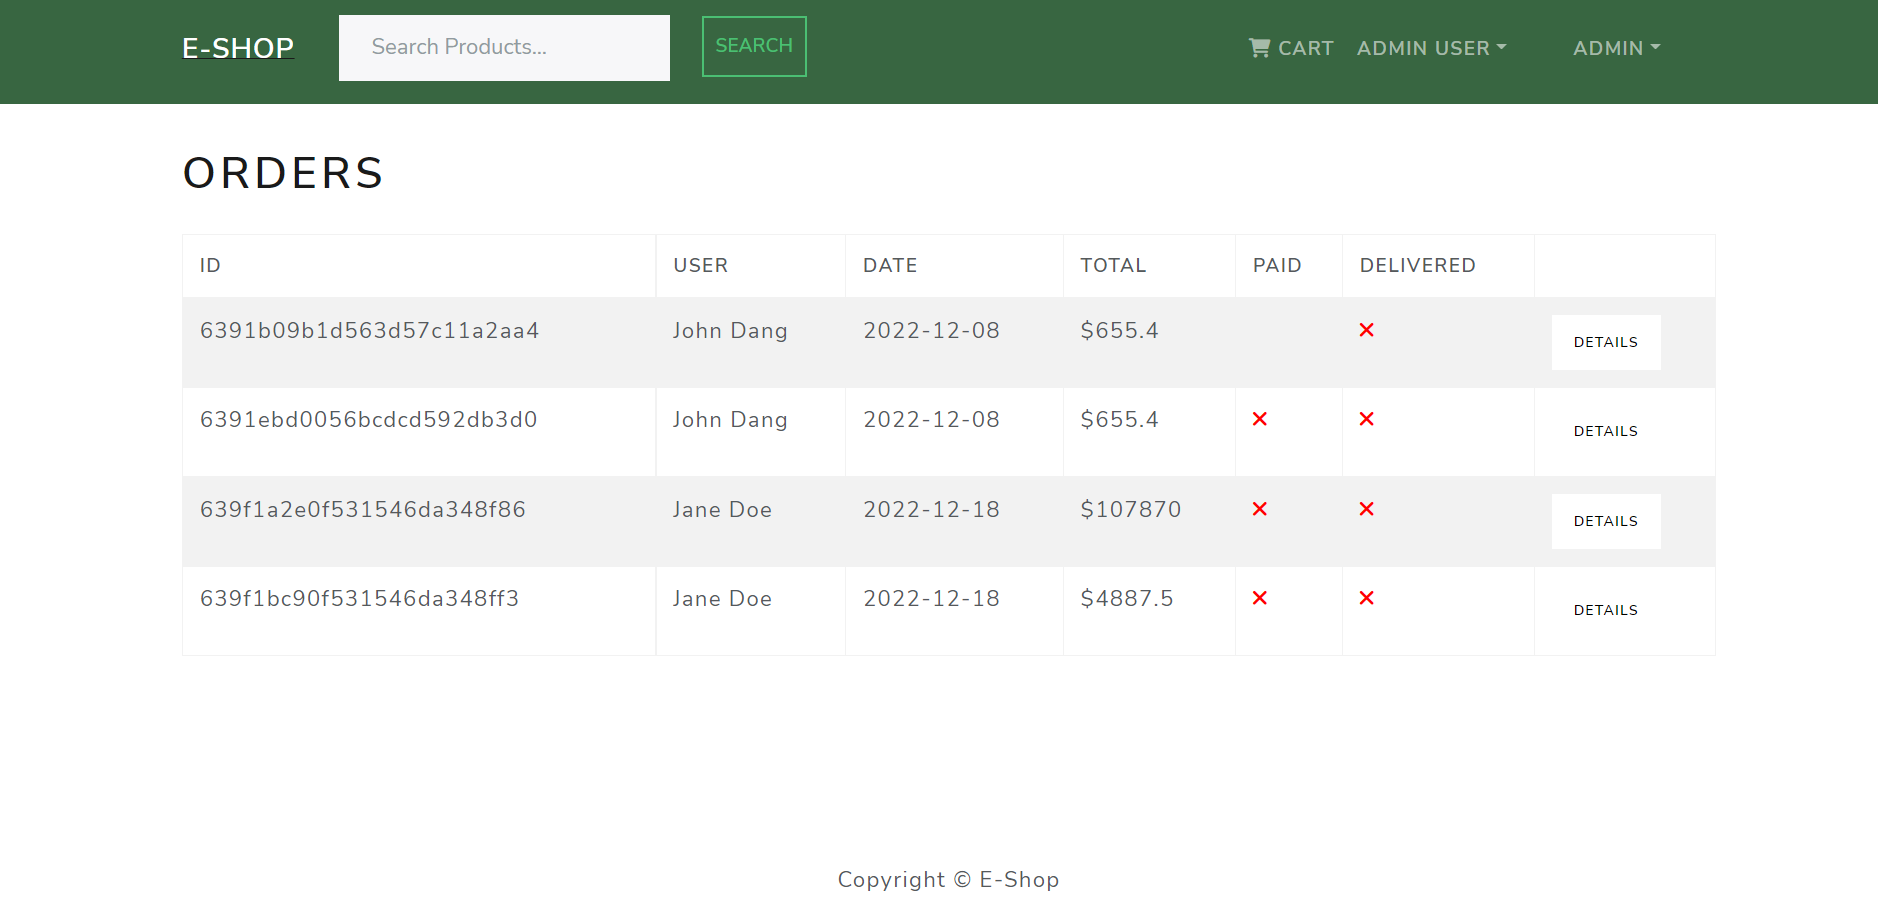 E-SHOP Search Products... SEARCH CART ADMIN USER ADMIN
ORDERS
ID USER DATE TOTAL PAID DELIVERED
6391b09b1d563d57c11a2aa4 John Dang 2022-12-08 $655.4 DETAILS
6391ebd0056bcdcd592db3d0 John Dang 2022-12-08 $655.4 DETAILS
639f1a2e0f531546da348f86 Jane Doe 2022-12-18 $107870 DETAILS
639f1bc90f531546da348ff3 Jane Doe 2022-12-18 $4887.5 DETAILS
Copyright © E-Shop